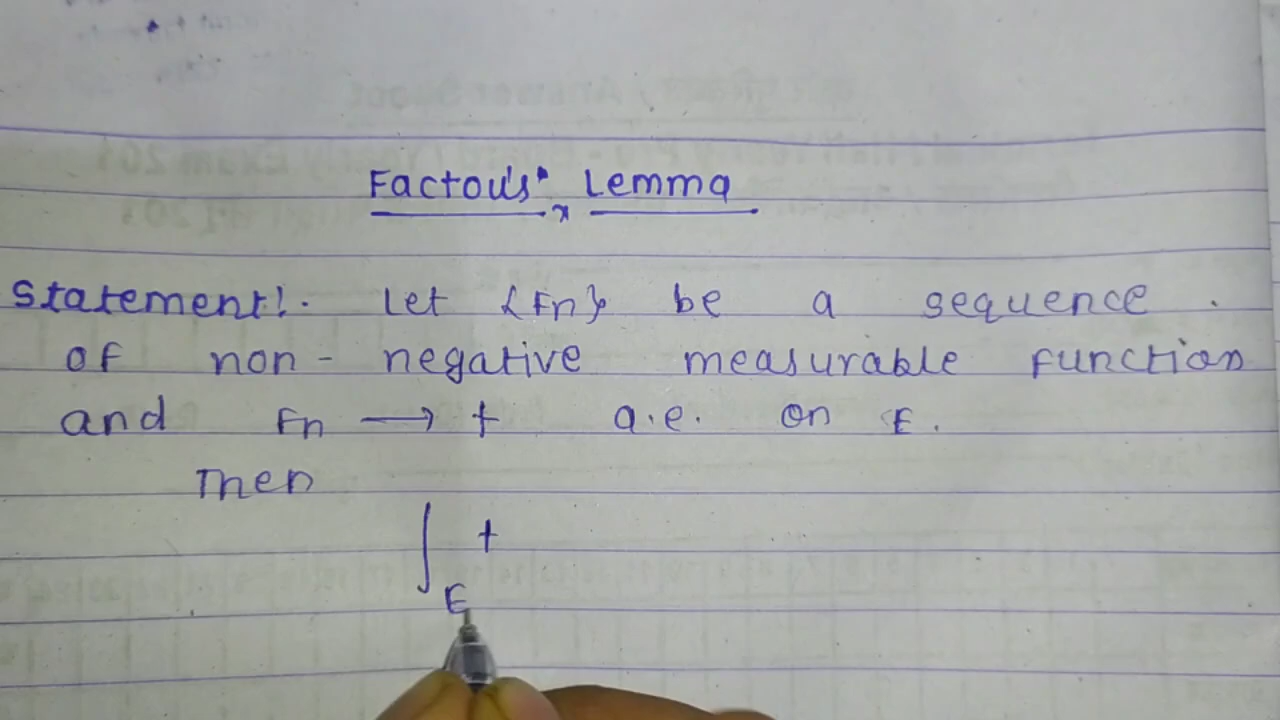 Factou's Lemma
Statement:- Let {Fn} be a sequence
of non-negative measurable function
and Fn → f a.e. on E.
Then
∫ f
E